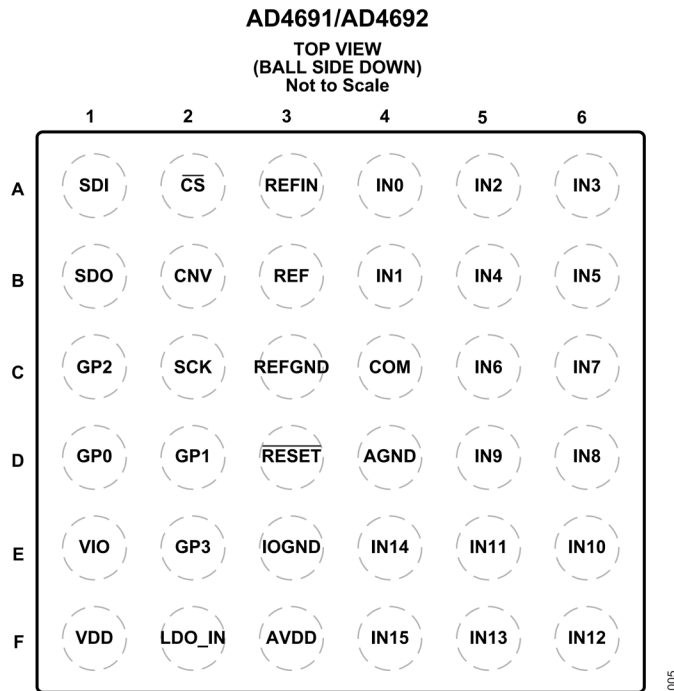 AD4691/AD4692
TOP VIEW
(BALL SIDE DOWN)
Not to Scale
1 2 3 4 5 6
A SDI C̅S̅ REFIN IN0 IN2 IN3
B SDO CNV REF IN1 IN4 IN5
C GP2 SCK REFGND COM IN6 IN7
D GP0 GP1 R̅E̅S̅E̅T̅ AGND IN9 IN8
E VIO GP3 IOGND IN14 IN11 IN10
F VDD LDO_IN AVDD IN15 IN13 IN12
005